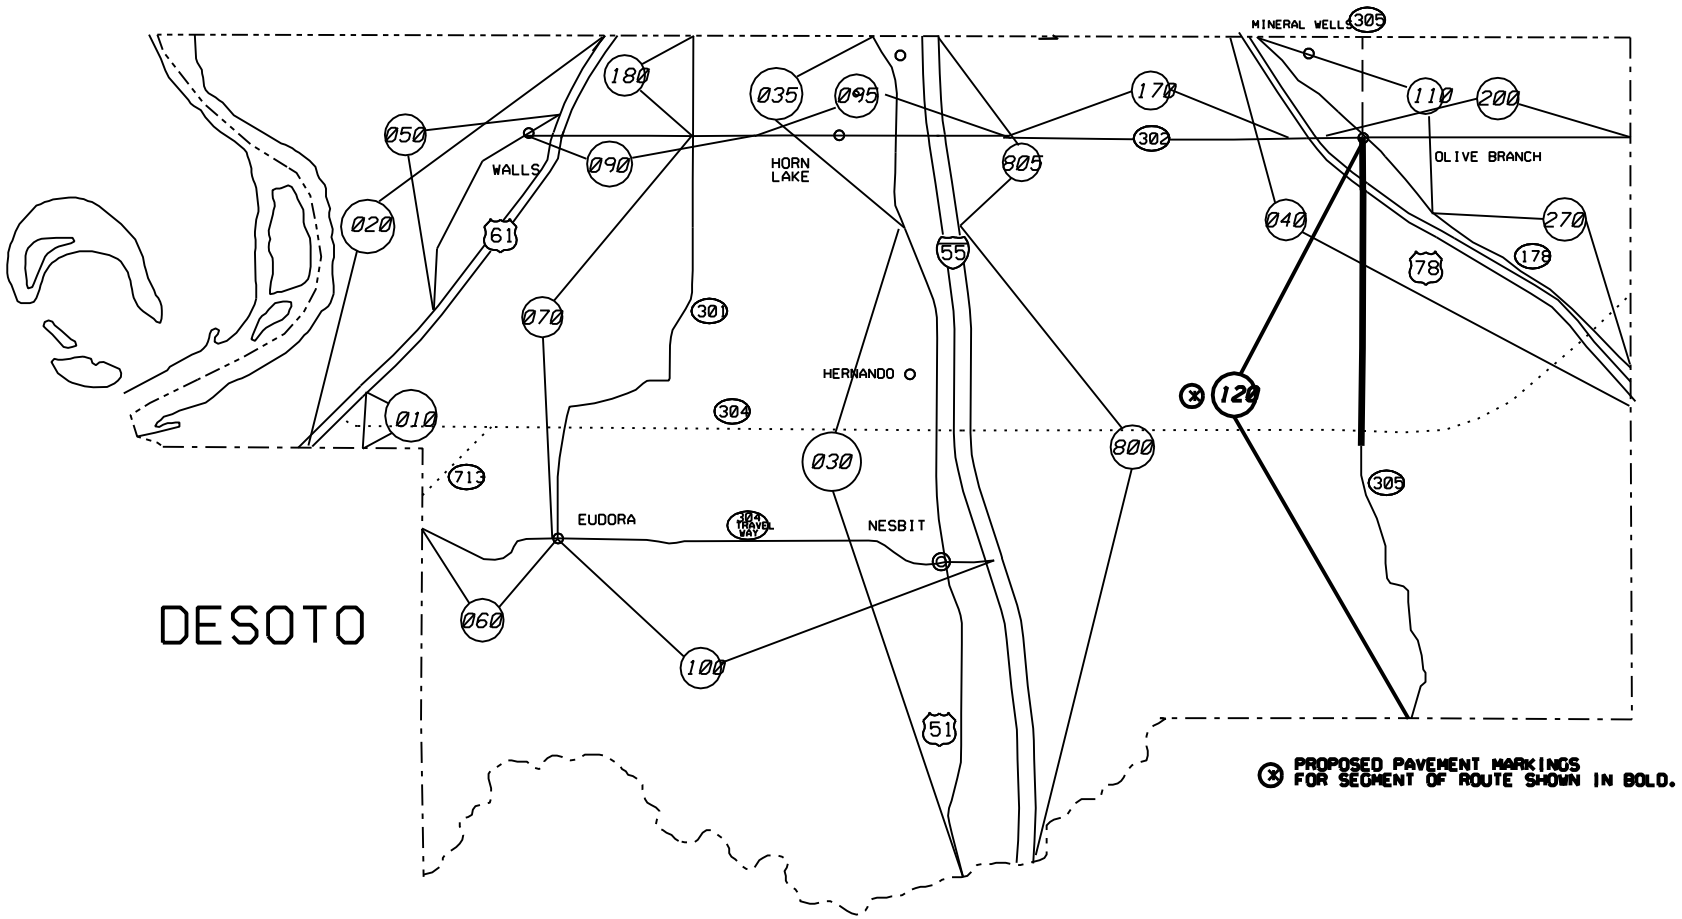 MINERAL WELLS
305
180
035
095
170
110
200
050
302
090
805
WALLS
HORN
LAKE
OLIVE BRANCH
020
040
270
61
55
78
178
070
301
HERNANDO
120
010
304
030
800
713
305
EUDORA
304
TRAVEL
WAY
NESBIT
DESOTO
060
100
51
PROPOSED PAVEMENT MARKINGS
FOR SEGMENT OF ROUTE SHOWN IN BOLD.